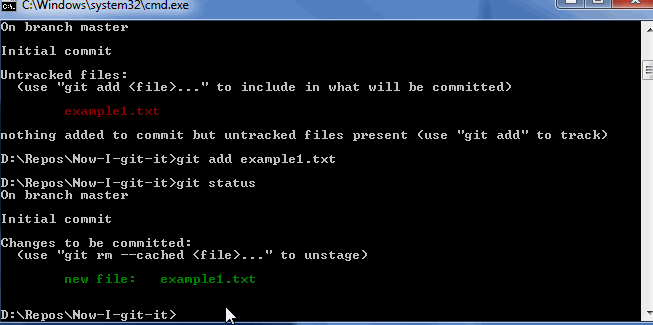 C:\Windows\system32\cmd.exe
On branch master
Initial commit
Untracked files:
(use "git add <file>..." to include in what will be committed)
example1.txt
nothing added to commit but untracked files present (use "git add" to track)
D:\Repos\Now-I-git-it>git add example1.txt
D:\Repos\Now-I-git-it>git status
On branch master
Initial commit
Changes to be committed:
(use "git rm --cached <file>..." to unstage)
new file:   example1.txt
D:\Repos\Now-I-git-it>